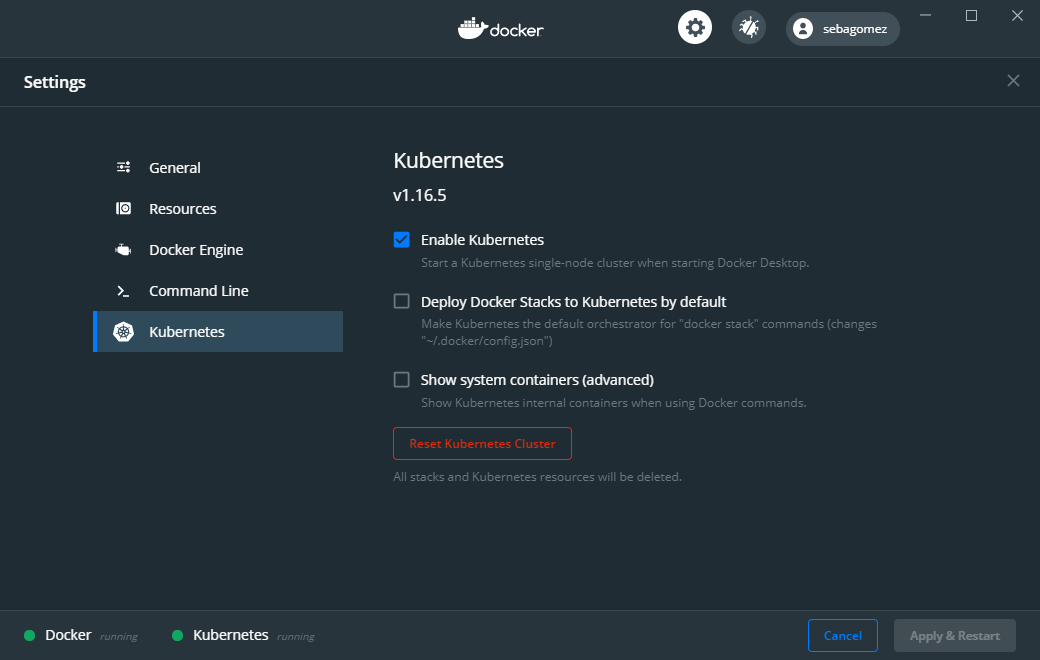 docker
sebagomez
Settings
General
Resources
Docker Engine
Command Line
Kubernetes
Kubernetes
v1.16.5
Enable Kubernetes
Start a Kubernetes single-node cluster when starting Docker Desktop.
Deploy Docker Stacks to Kubernetes by default
Make Kubernetes the default orchestrator for "docker stack" commands (changes
"~/.docker/config.json")
Show system containers (advanced)
Show Kubernetes internal containers when using Docker commands.
Reset Kubernetes Cluster
All stacks and Kubernetes resources will be deleted.
Docker running
Kubernetes running
Cancel
Apply & Restart